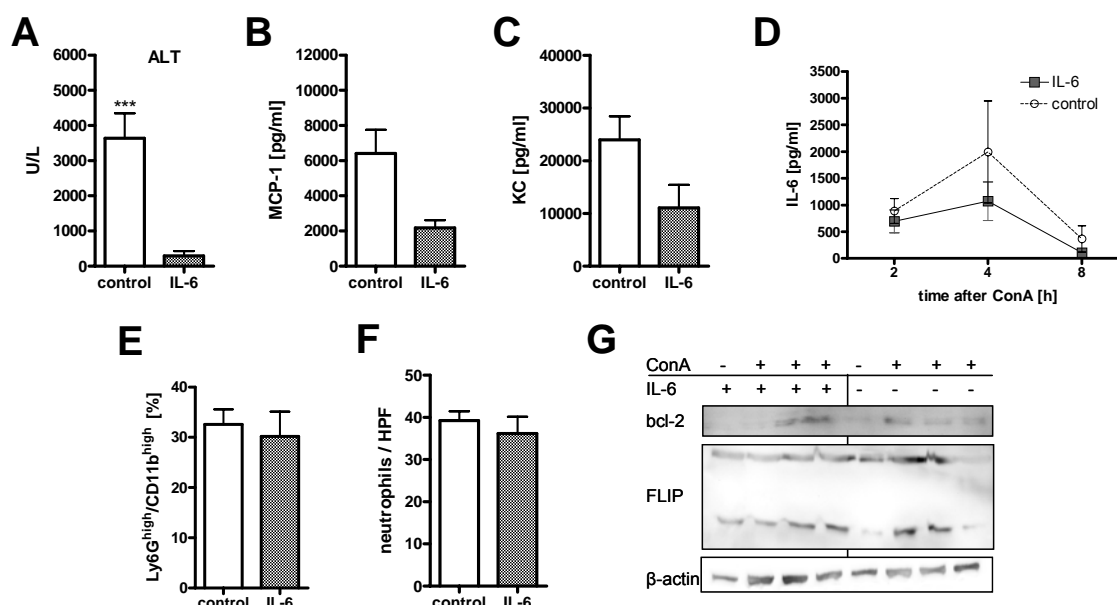 A
ALT
6000
5000
4000
3000
2000
1000
0
U/L
***
control IL-6
B
12000
10000
8000
6000
4000
2000
0
MCP-1 [pg/ml]
control IL-6
C
40000
30000
20000
10000
0
KC [pg/ml]
control IL-6
D
3500
3000
2500
2000
1500
1000
500
0
IL-6 [pg/ml]
IL-6
control
2 4 8
time after ConA [h]
E
40
30
20
10
0
Ly6Ghigh/CD11bhigh [%]
control IL-6
F
50
40
30
20
10
0
neutrophils / HPF
control IL-6
G
ConA - + + + - + + +
IL-6 + + + + - - - -
bcl-2
FLIP
β-actin